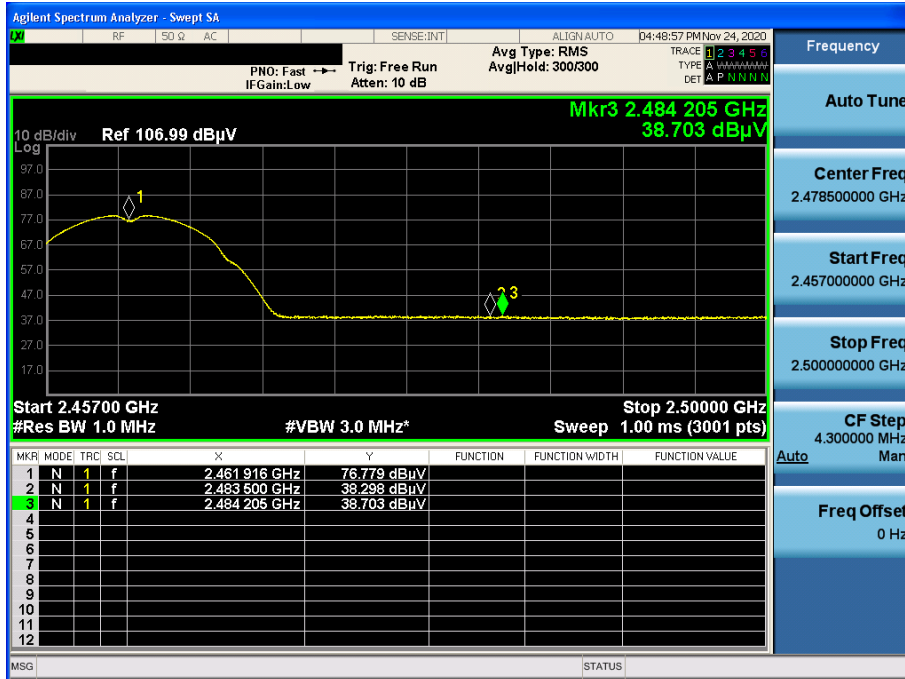 Agilent Spectrum Analyzer - Swept SA
LXI RF 50 Ω AC SENSE:INT ALIGN AUTO 04:48:57 PM Nov 24, 2020
PNO: Fast Trig: Free Run Avg Type: RMS TRACE 1 2 3 4 5 6
IFGain:Low Atten: 10 dB Avg|Hold: 300/300 TYPE A
DET A P N N N N
Frequency
Mkr3 2.484 205 GHz
38.703 dBµV
10 dB/div Ref 106.99 dBµV
Log
97.0
87.0
77.0
67.0
57.0
47.0
37.0
27.0
17.0
1
2 3
Start 2.45700 GHz Stop 2.50000 GHz
#Res BW 1.0 MHz #VBW 3.0 MHz* Sweep 1.00 ms (3001 pts)
MKR MODE TRC SCL X Y FUNCTION FUNCTION WIDTH FUNCTION VALUE
1 N 1 f 2.461 916 GHz 76.779 dBµV
2 N 1 f 2.483 500 GHz 38.298 dBµV
3 N 1 f 2.484 205 GHz 38.703 dBµV
4
5
6
7
8
9
10
11
12
MSG STATUS
Auto Tune
Center Freq
2.478500000 GHz
Start Freq
2.457000000 GHz
Stop Freq
2.500000000 GHz
CF Step
4.300000 MHz
Auto Man
Freq Offset
0 Hz